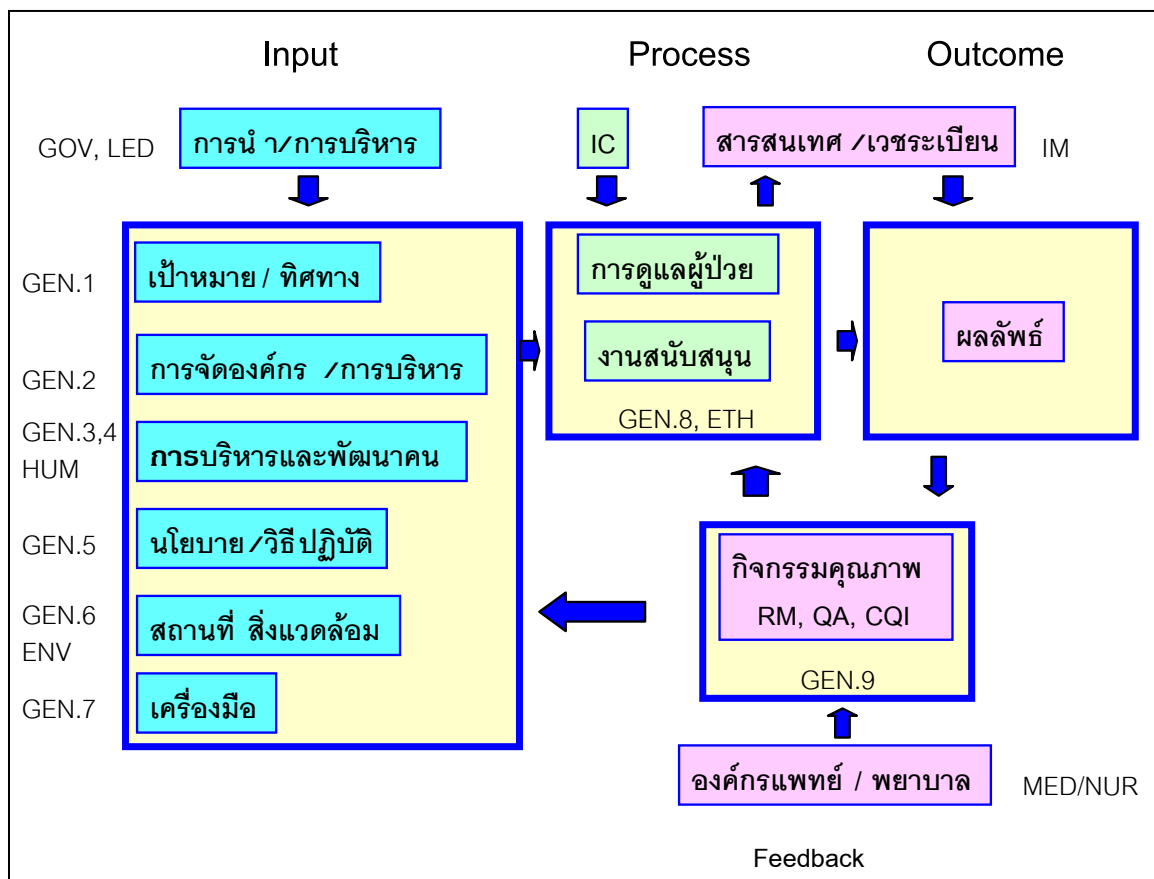 Input Process Outcome
GOV, LED การนำ/การบริหาร IC สารสนเทศ /เวชระเบียน IM
GEN.1 เป้าหมาย / ทิศทาง การดูแลผู้ป่วย
ผลลัพธ์
GEN.2 การจัดองค์กร /การบริหาร งานสนับสนุน
GEN.8, ETH
GEN.3,4
HUM การบริหารและพัฒนาคน
GEN.5 นโยบาย/วิธีปฏิบัติ
กิจกรรมคุณภาพ
RM, QA, CQI
GEN.9
GEN.6
ENV สถานที่ สิ่งแวดล้อม
GEN.7 เครื่องมือ
องค์กรแพทย์ / พยาบาล MED/NUR
Feedback